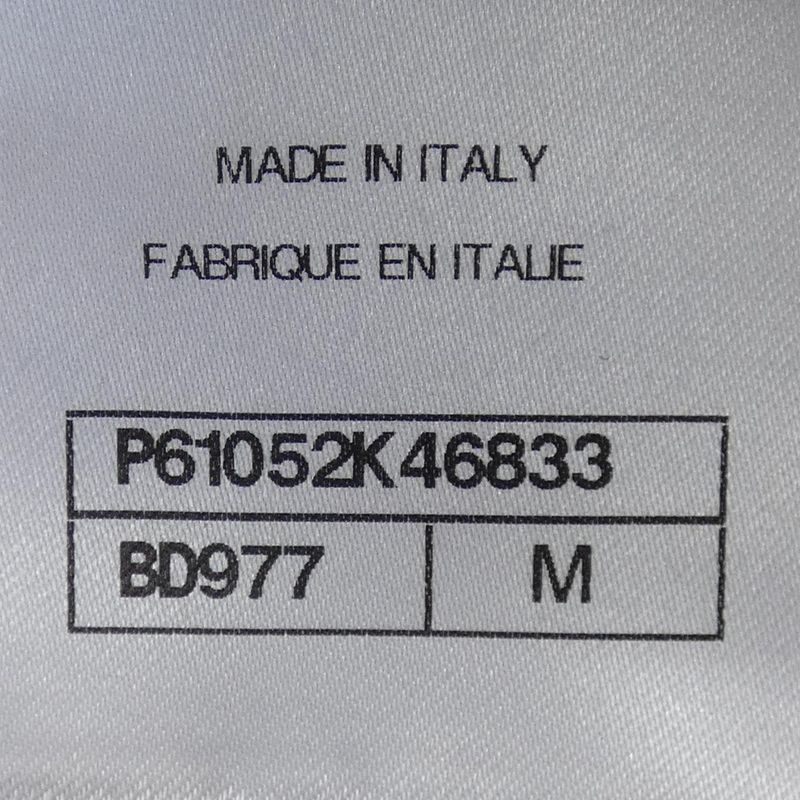 MADE IN ITALY
FABRIQUE EN ITALIE
P61052K46833
BD977 M